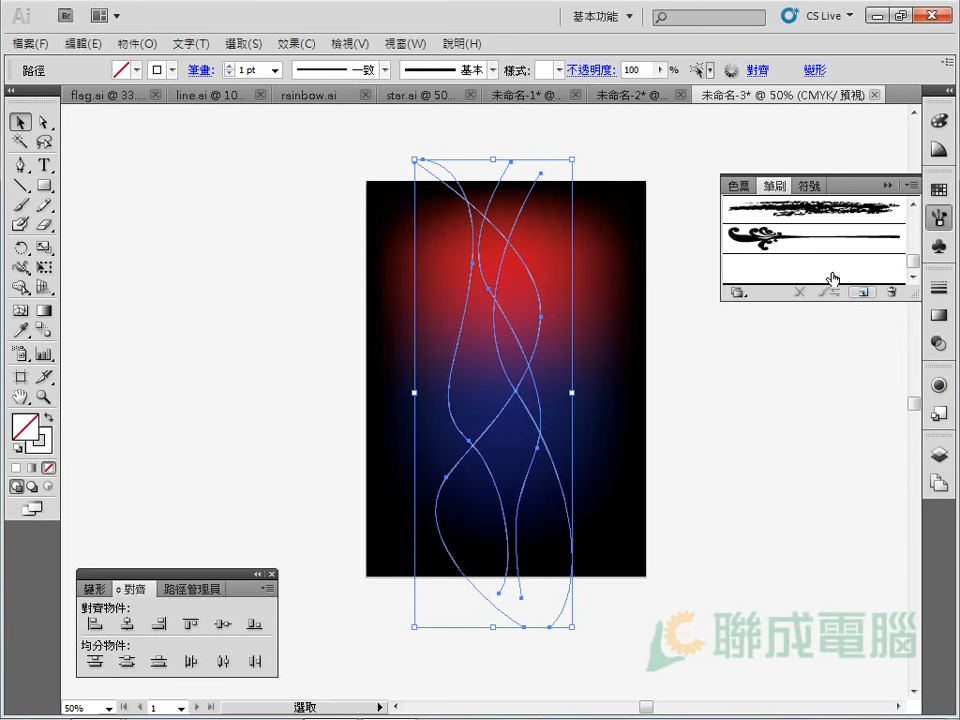 Ai
Br
基本功能
CS Live
檔案(F) 編輯(E) 物件(O) 文字(T) 選取(S) 效果(C) 檢視(V) 視窗(W) 說明(H)
路徑 筆畫: 1 pt 一致 基本 樣式: 不透明度: 100 % 對齊 變形
flag.ai @ 33.... line.ai @ 10... rainbow.ai star.ai @ 50... 未命名-1* @ ... 未命名-2* @... 未命名-3* @ 50% (CMYK/ 預視)
色票 筆刷 符號
變形 對齊 路徑管理員
對齊物件:
均分物件:
聯成電腦
50% 1 選取